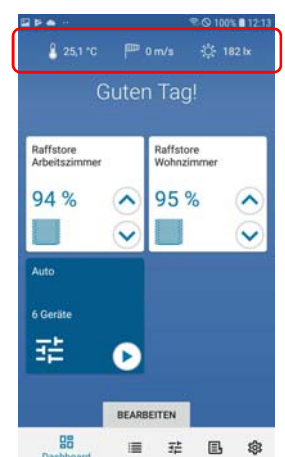 100% 12:13
25,1 °C 0 m/s 182 lx
Guten Tag!
Raffstore
Arbeitszimmer
94 %
Raffstore
Wohnzimmer
95 %
Auto
6 Geräte
BEARBEITEN
Dashboard